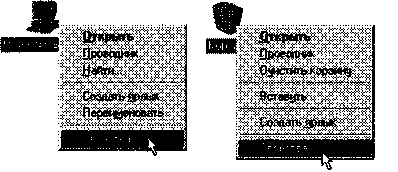 Открыть
Проводник
Найти
Создать ярлык
Переименовать
Открыть
Проводник
Очистить корзину
Вставить
Создать ярлык